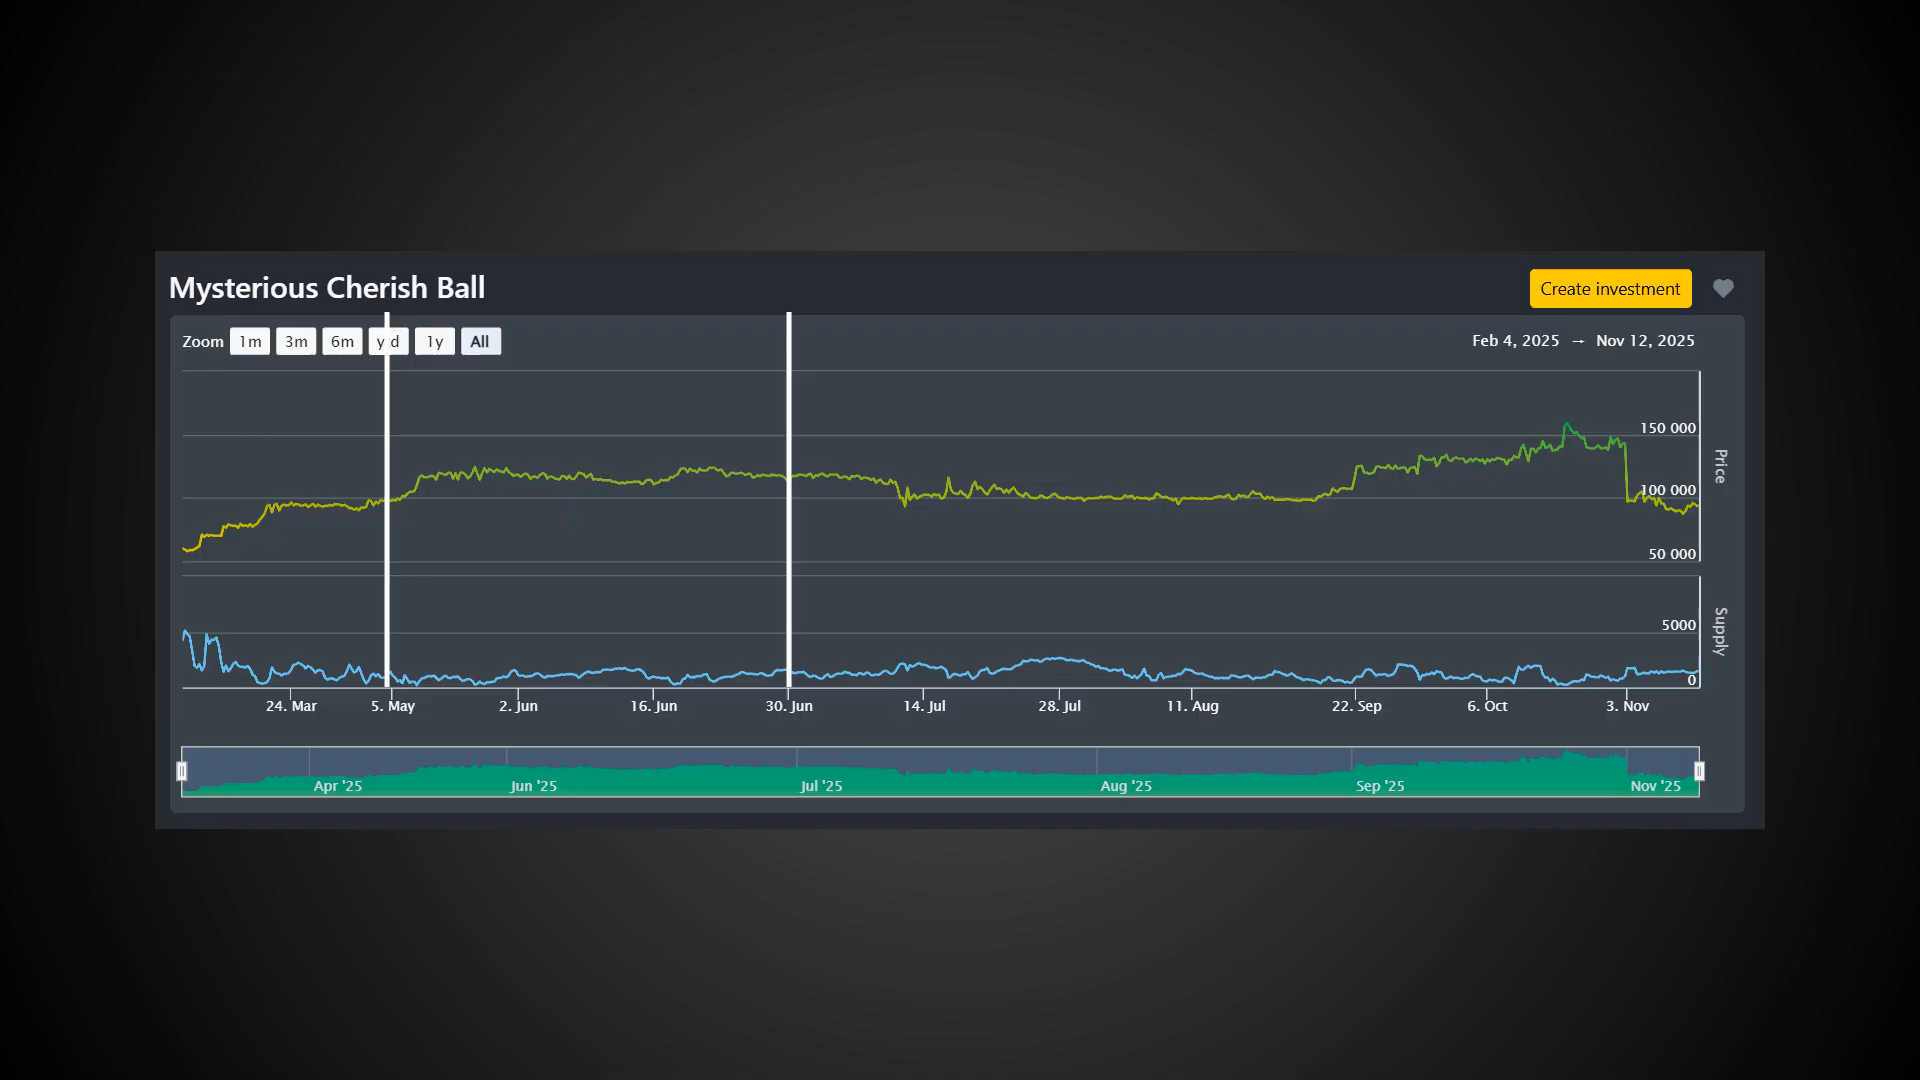 Mysterious Cherish Ball
Create investment
Zoom 1m 3m 6m y d 1y All
Feb 4, 2025 → Nov 12, 2025
150 000
100 000
50 000
Price
5000
0
Supply
24. Mar 5. May 2. Jun 16. Jun 30. Jun 14. Jul 28. Jul 11. Aug 22. Sep 6. Oct 3. Nov
Apr '25 Jun '25 Jul '25 Aug '25 Sep '25 Nov '25